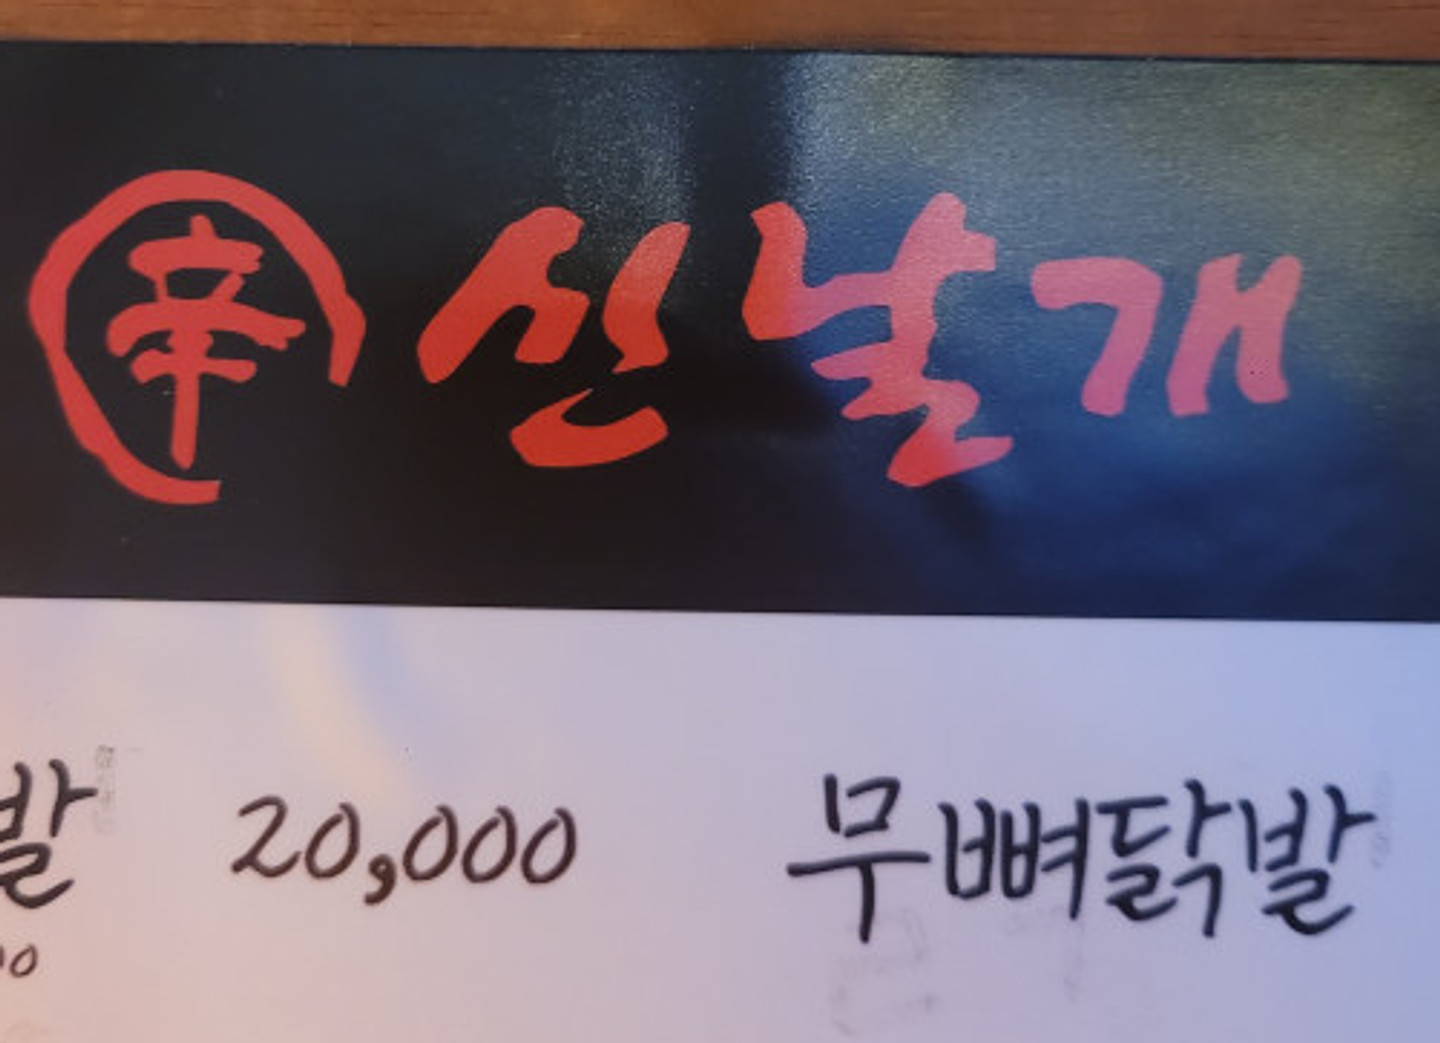 辛 신날개
발 20,000 무뼈닭발